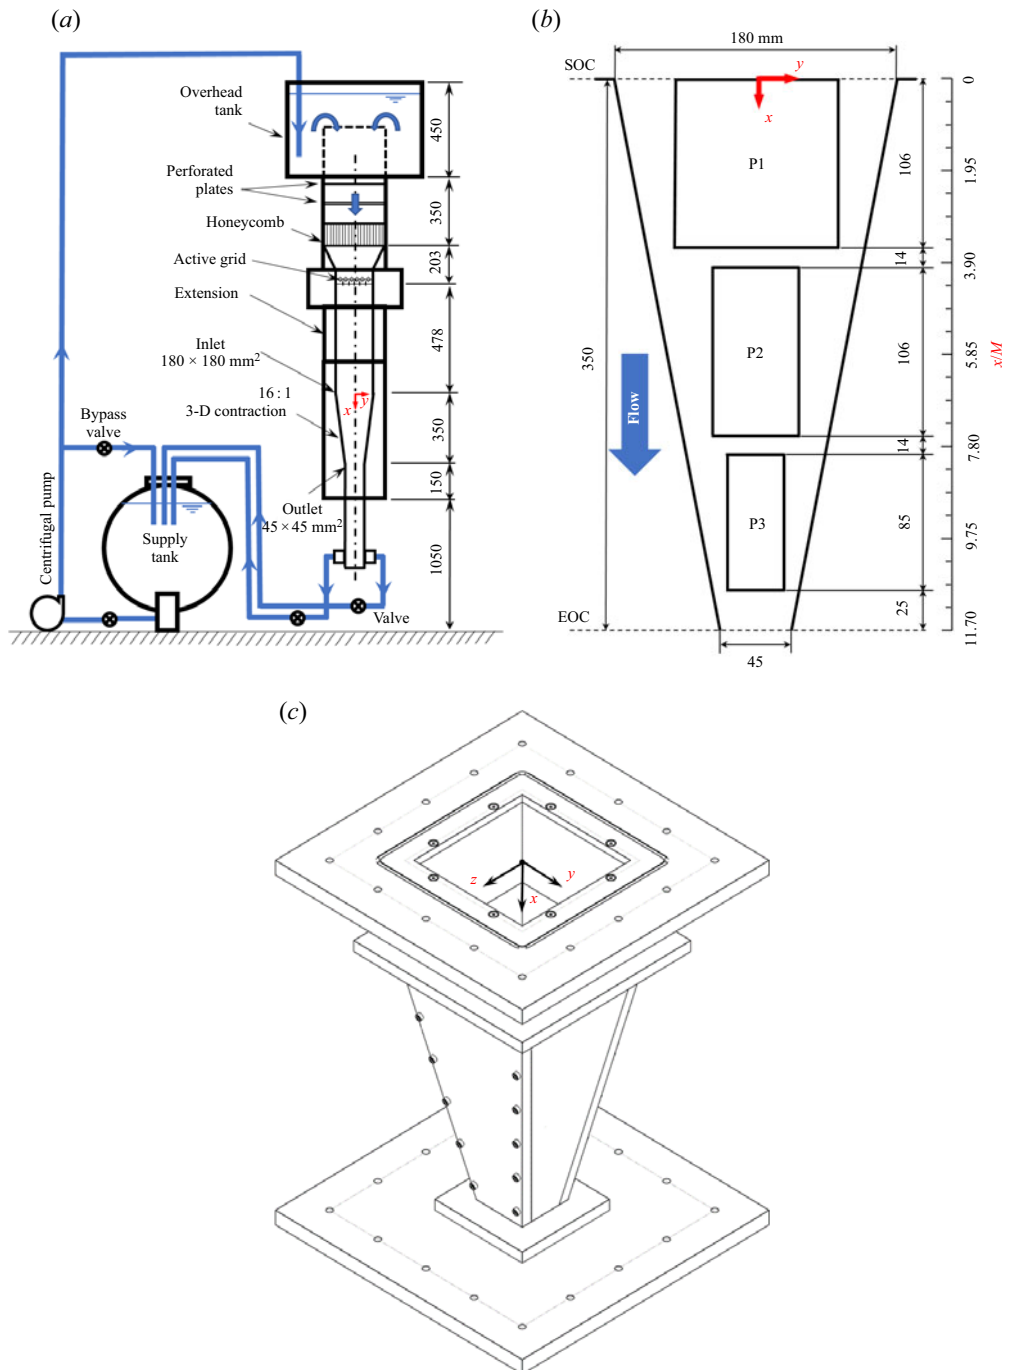 (a)
Overhead
tank
Perforated
plates
Honeycomb
Active grid
Extension
Inlet
180 × 180 mm²
16 : 1
3-D contraction
x
y
Bypass
valve
Centrifugal pump
Supply
tank
Outlet
45 × 45 mm²
Valve
450
350
203
478
350
150
1050
(b)
180 mm
SOC
y
x
0
P1
106
1.95
14
3.90
350
Flow
P2
106
5.85
x/M
14
7.80
P3
85
9.75
25
EOC
11.70
45
(c)
z
y
x